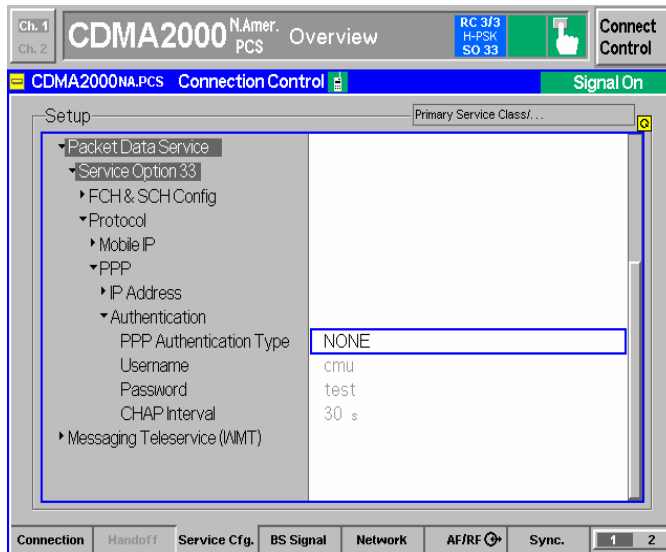 Ch. 1
Ch. 2
CDMA2000 N.Amer. PCS Overview
RC 3/3
H-PSK
SO 33
Connect Control
CDMA2000 NA.PCS Connection Control
Signal On
Setup
Primary Service Class/...
Packet Data Service
Service Option 33
FCH & SCH Config
Protocol
Mobile IP
PPP
IP Address
Authentication
PPP Authentication Type NONE
Username cmu
Password test
CHAP Interval 30 s
Messaging Teleservice (WMT)
Connection Handoff Service Cfg. BS Signal Network AF/RF Sync. 1 2